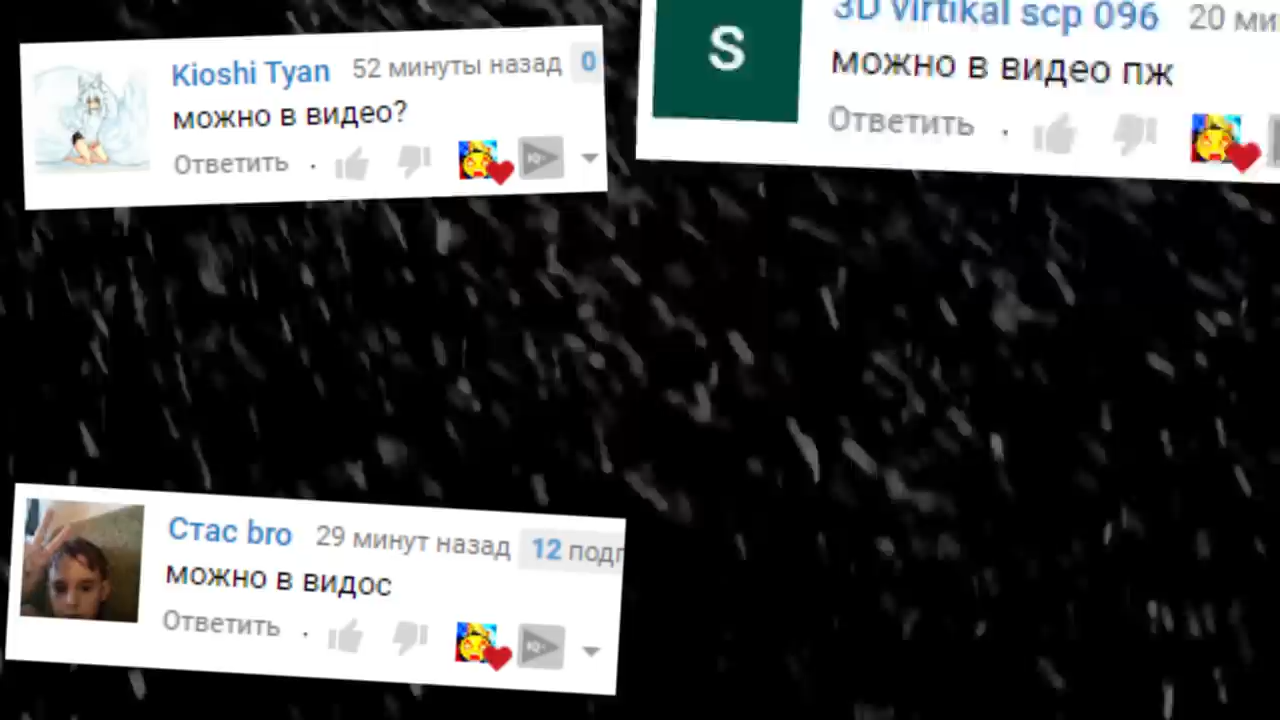 Kioshi Tyan 52 минуты назад 0
можно в видео?
Ответить
3D virtikal scp 096 20 ми
S
можно в видео пж
Ответить
Стас bro 29 минут назад 12 подп
можно в видос
Ответить